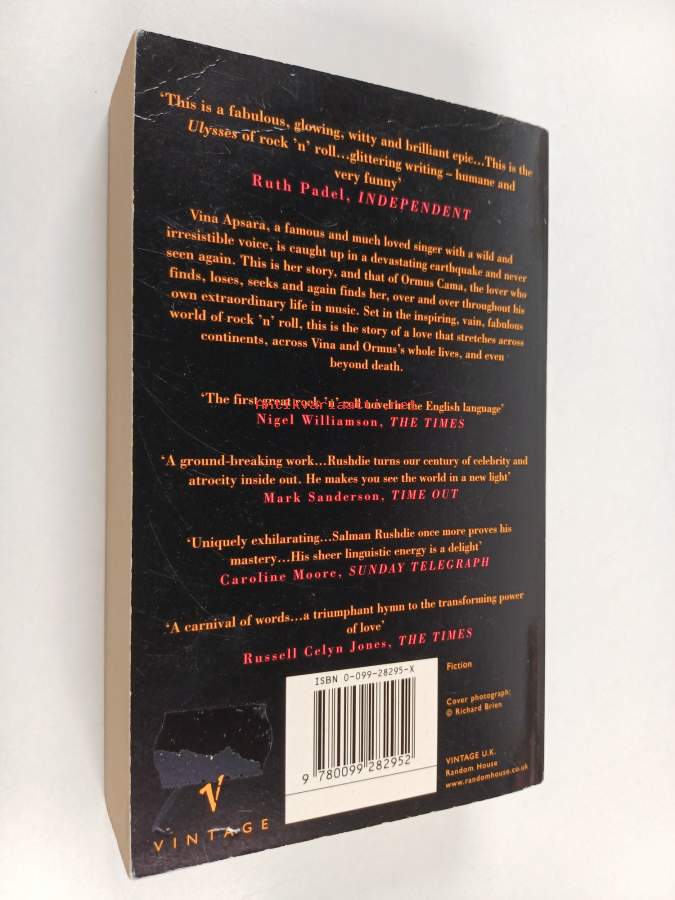 ‘This is a fabulous, glowing, witty and brilliant epic...This is the
Ulysses of rock ’n’ roll...glittering writing – humane and
very funny’
Ruth Padel, INDEPENDENT
Vina Apsara, a famous and much loved singer with a wild and
irresistible voice, is caught up in a devastating earthquake and never
seen again. This is her story, and that of Ormus Cama, the lover who
finds, loses, seeks and again finds her, over and over throughout his
own extraordinary life in music. Set in the inspiring, vain, fabulous
world of rock ’n’ roll, this is the story of a love that stretches across
continents, across Vina and Ormus’s whole lives, and even
beyond death.
‘The first great rock ’n’ roll novel in the English language’
Nigel Williamson, THE TIMES
‘A ground-breaking work...Rushdie turns our century of celebrity and
atrocity inside out. He makes you see the world in a new light’
Mark Sanderson, TIME OUT
‘Uniquely exhilarating...Salman Rushdie once more proves his
mastery...His sheer linguistic energy is a delight’
Caroline Moore, SUNDAY TELEGRAPH
‘A carnival of words...a triumphant hymn to the transforming power
of love’
Russell Celyn Jones, THE TIMES
ISBN 0-099-28295-X
9 780099 282952
Fiction
Cover photograph:
© Richard Brien
VINTAGE U.K.
Random House
www.randomhouse.co.uk
V
VINTAGE